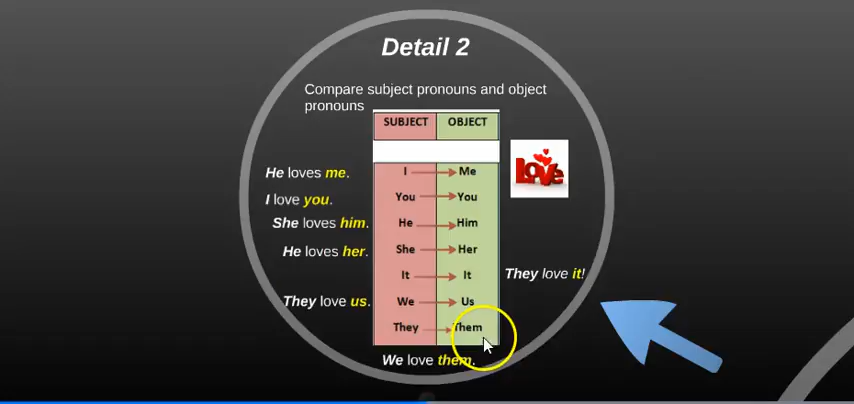 Detail 2
Compare subject pronouns and object
pronouns
SUBJECT OBJECT
Love
He loves me.
I Me
I love you.
You You
She loves him.
He Him
He loves her.
She Her
It It
They love it!
They love us.
We Us
They Them
We love them.